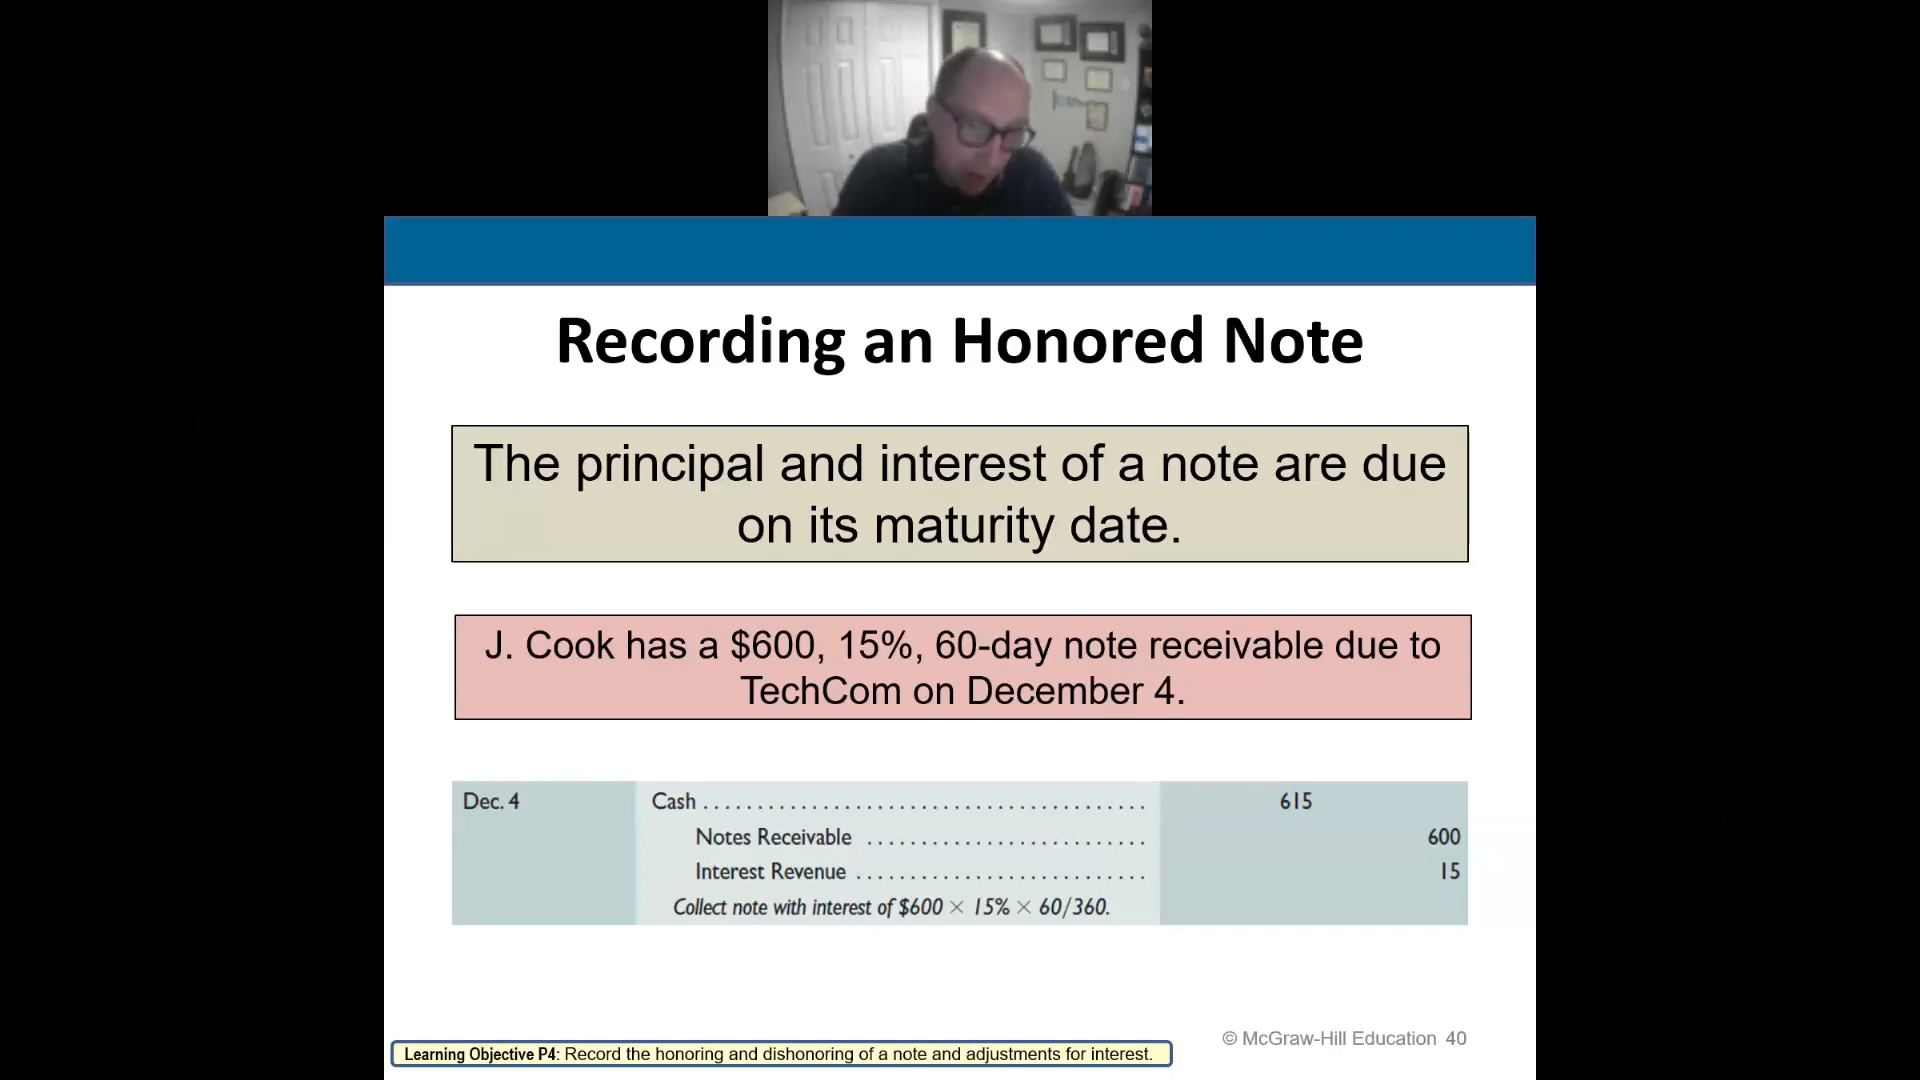 Recording an Honored Note
The principal and interest of a note are due
on its maturity date.
J. Cook has a $600, 15%, 60-day note receivable due to
TechCom on December 4.
Dec. 4 Cash ........................................ 615
Notes Receivable .......................... 600
Interest Revenue ........................... 15
Collect note with interest of $600 × 15% × 60/360.
© McGraw-Hill Education 40
Learning Objective P4: Record the honoring and dishonoring of a note and adjustments for interest.